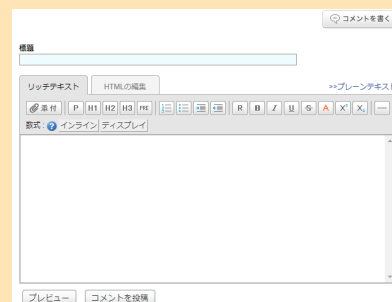 コメントを書く
標題
リッチテキスト HTMLの編集 >>プレーンテキスト
添付 P H1 H2 H3 PRE R B I U S A X² X₂
数式: ? インライン ディスプレイ
プレビュー コメントを投稿